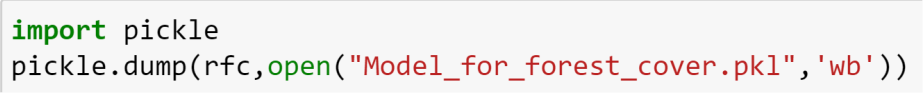 import pickle
pickle.dump(rfc,open("Model_for_forest_cover.pkl",'wb'))